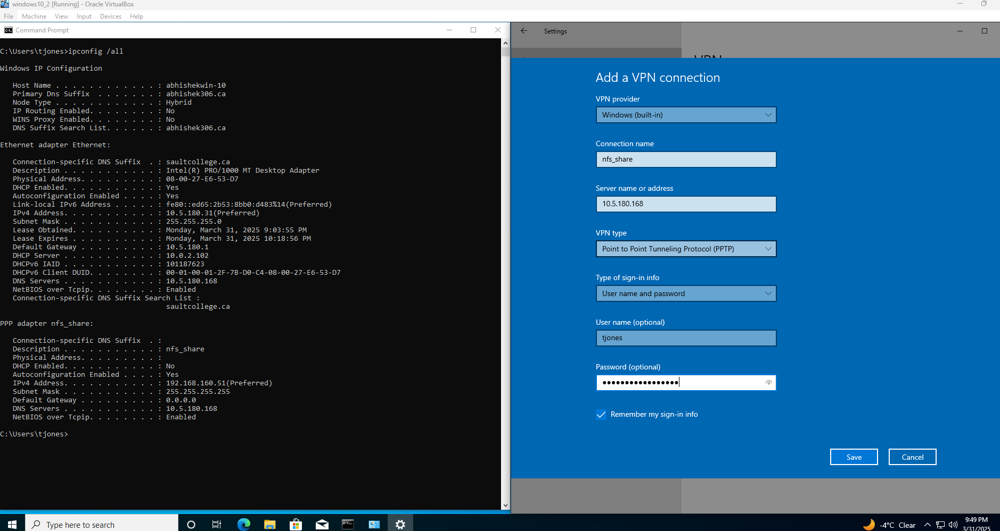 windows10_2 [Running] - Oracle VirtualBox
File Machine View Input Devices Help
Command Prompt
C:\Users\tjones>ipconfig /all
Windows IP Configuration
Host Name . . . . . . . . . . . . : abhishekwin-10
Primary Dns Suffix . . . . . . . : abhishek306.ca
Node Type . . . . . . . . . . . . : Hybrid
IP Routing Enabled. . . . . . . . : No
WINS Proxy Enabled. . . . . . . . : No
DNS Suffix Search List. . . . . . : abhishek306.ca
Ethernet adapter Ethernet:
Connection-specific DNS Suffix . : saultcollege.ca
Description . . . . . . . . . . . : Intel(R) PRO/1000 MT Desktop Adapter
Physical Address. . . . . . . . . : 08-00-27-E6-53-D7
DHCP Enabled. . . . . . . . . . . : Yes
Autoconfiguration Enabled . . . . : Yes
Link-local IPv6 Address . . . . . : fe80::ed65:2b53:8bb0:d483%14(Preferred)
IPv4 Address. . . . . . . . . . . : 10.5.180.31(Preferred)
Subnet Mask . . . . . . . . . . . : 255.255.255.0
Lease Obtained. . . . . . . . . . : Monday, March 31, 2025 9:03:55 PM
Lease Expires . . . . . . . . . . : Monday, March 31, 2025 10:18:56 PM
Default Gateway . . . . . . . . . : 10.5.180.1
DHCP Server . . . . . . . . . . . : 10.0.2.102
DHCPv6 IAID . . . . . . . . . . . : 101187623
DHCPv6 Client DUID. . . . . . . . : 00-01-00-01-2F-7B-D0-C4-08-00-27-E6-53-D7
DNS Servers . . . . . . . . . . . : 10.5.180.168
NetBIOS over Tcpip. . . . . . . . : Enabled
Connection-specific DNS Suffix Search List :
saultcollege.ca
PPP adapter nfs_share:
Connection-specific DNS Suffix . :
Description . . . . . . . . . . . : nfs_share
Physical Address. . . . . . . . . :
DHCP Enabled. . . . . . . . . . . : No
Autoconfiguration Enabled . . . . : Yes
IPv4 Address. . . . . . . . . . . : 192.168.160.51(Preferred)
Subnet Mask . . . . . . . . . . . : 255.255.255.255
Default Gateway . . . . . . . . . : 0.0.0.0
DNS Servers . . . . . . . . . . . : 10.5.180.168
NetBIOS over Tcpip. . . . . . . . : Enabled
C:\Users\tjones>
Settings
VPN
Add a VPN connection
VPN provider
Windows (built-in)
Connection name
nfs_share
Server name or address
10.5.180.168
VPN type
Point to Point Tunneling Protocol (PPTP)
Type of sign-in info
User name and password
User name (optional)
tjones
Password (optional)
●●●●●●●●●●●●●●●●●
Remember my sign-in info
Save Cancel
Type here to search
-4°C Clear
9:49 PM
3/31/2025